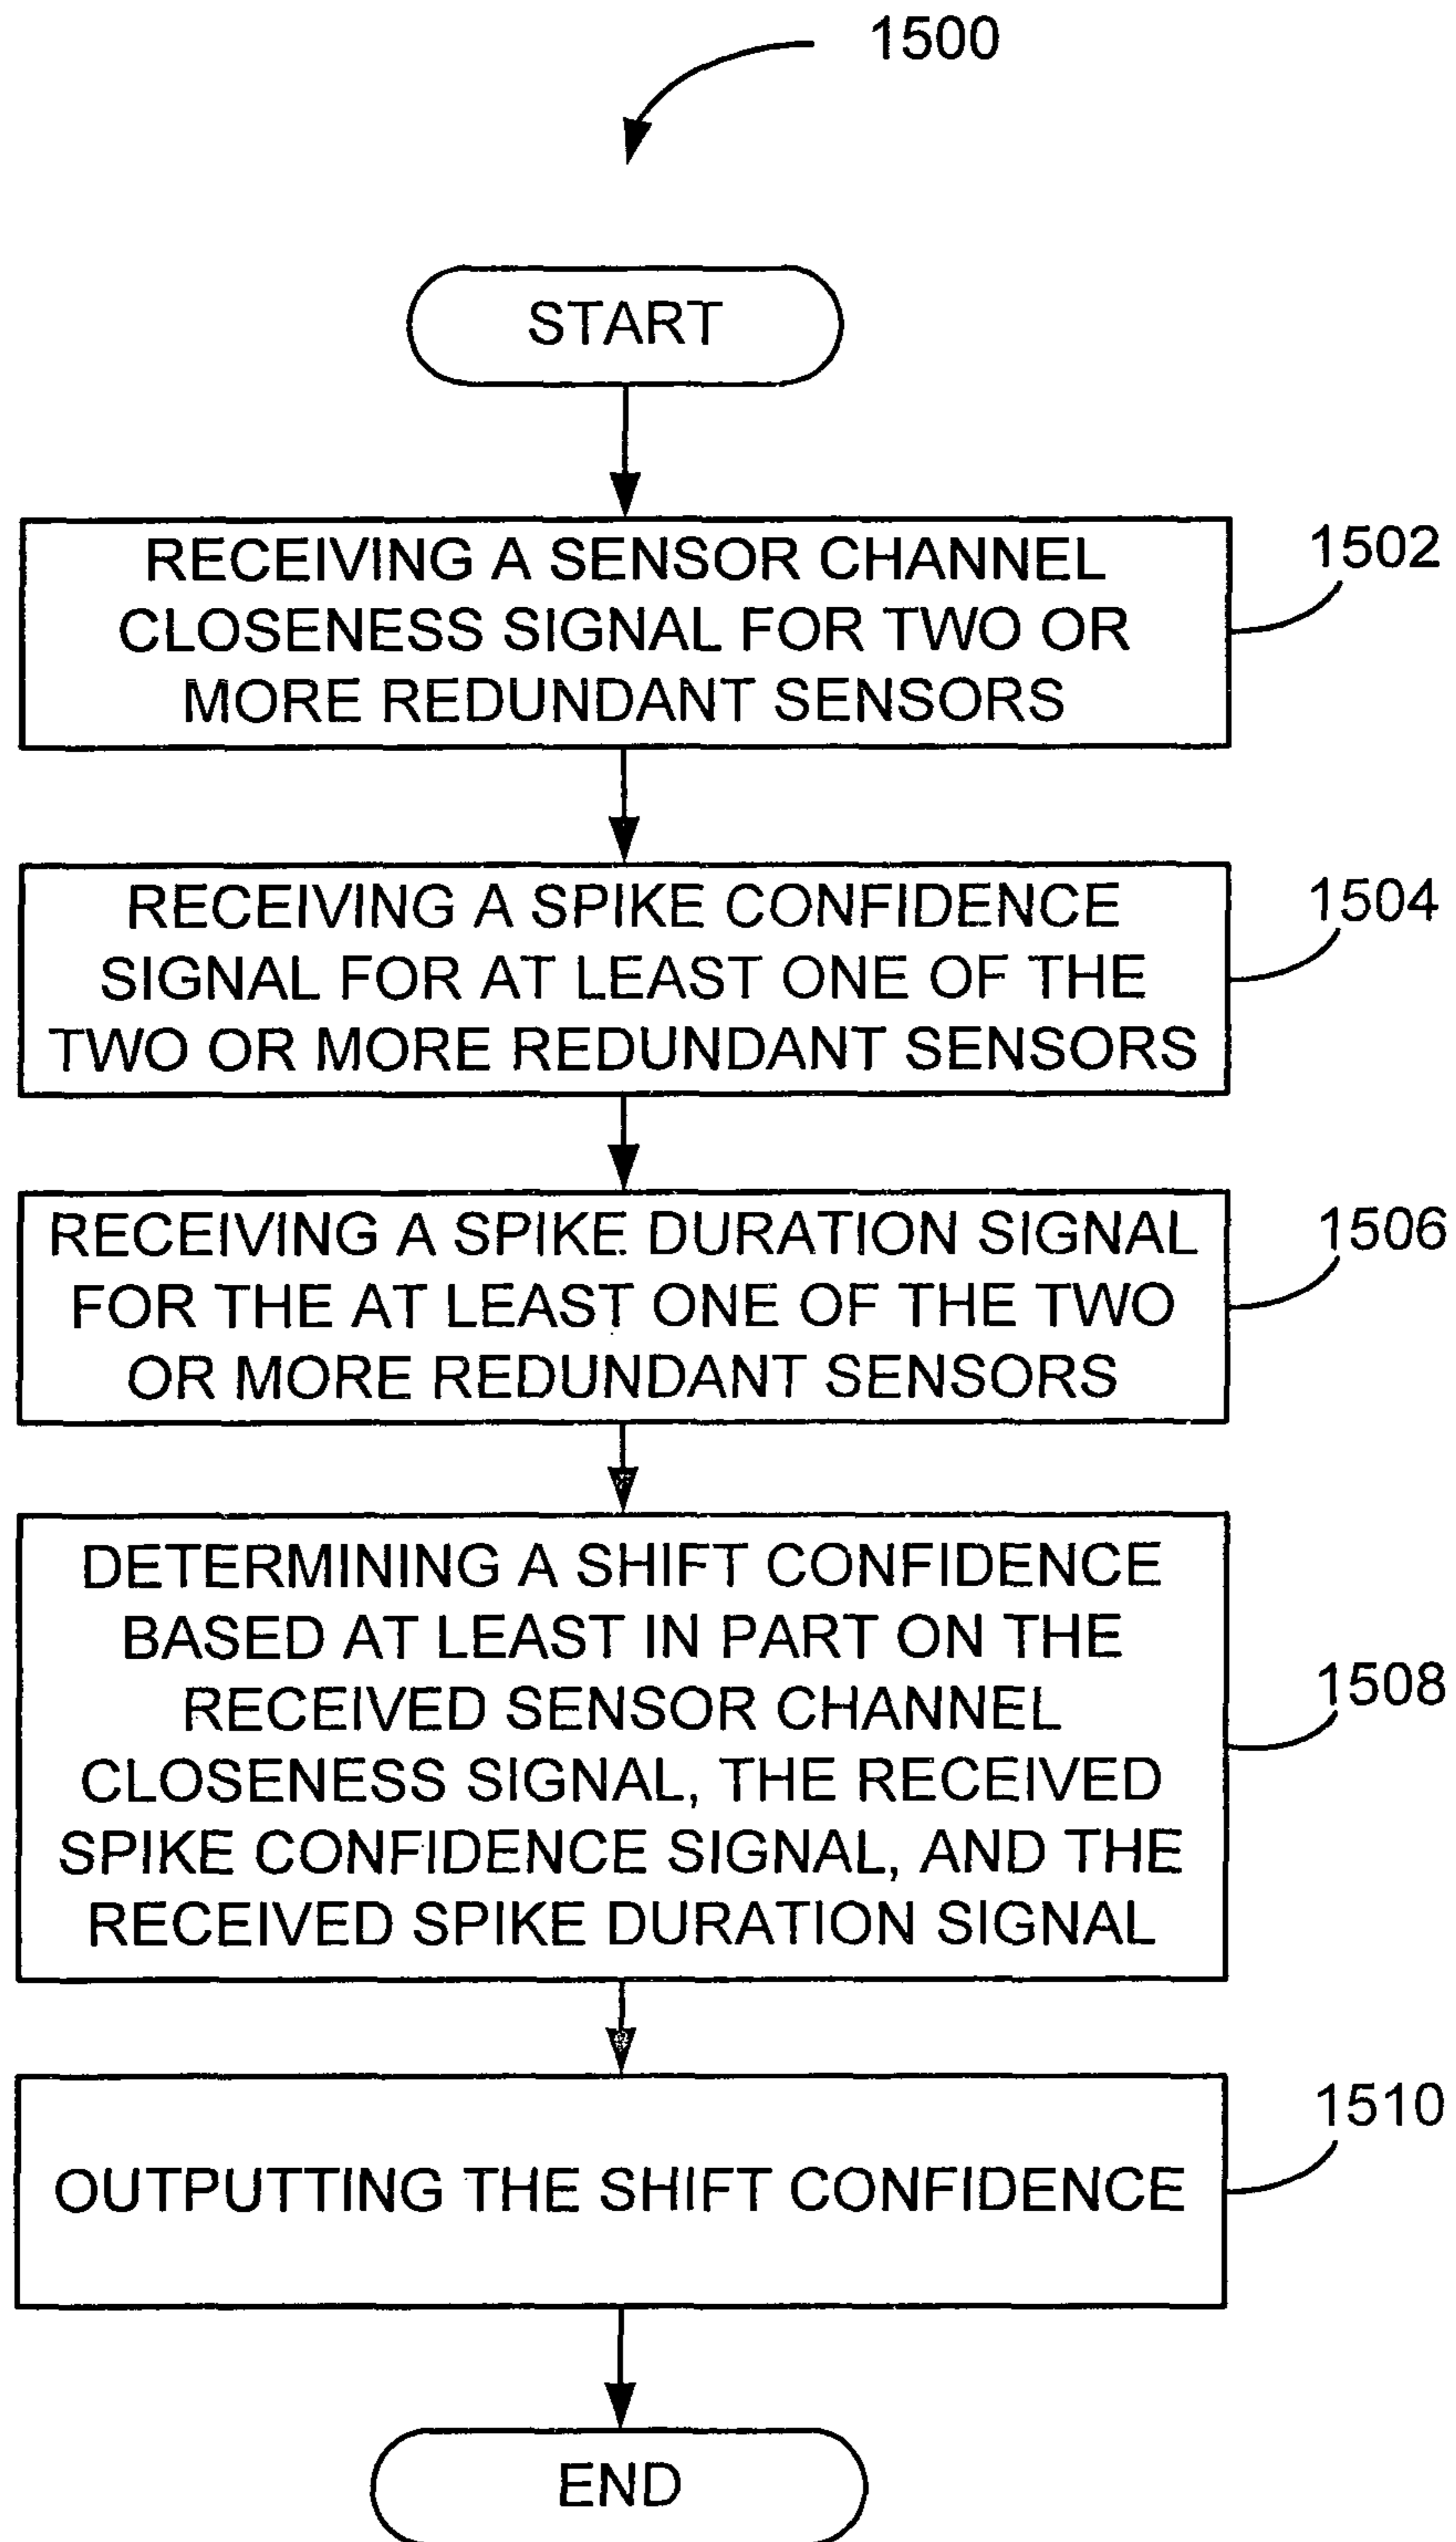 1500
START
RECEIVING A SENSOR CHANNEL
CLOSENESS SIGNAL FOR TWO OR
MORE REDUNDANT SENSORS
1502
RECEIVING A SPIKE CONFIDENCE
SIGNAL FOR AT LEAST ONE OF THE
TWO OR MORE REDUNDANT SENSORS
1504
RECEIVING A SPIKE DURATION SIGNAL
FOR THE AT LEAST ONE OF THE TWO
OR MORE REDUNDANT SENSORS
1506
DETERMINING A SHIFT CONFIDENCE
BASED AT LEAST IN PART ON THE
RECEIVED SENSOR CHANNEL
CLOSENESS SIGNAL, THE RECEIVED
SPIKE CONFIDENCE SIGNAL, AND THE
RECEIVED SPIKE DURATION SIGNAL
1508
OUTPUTTING THE SHIFT CONFIDENCE
1510
END